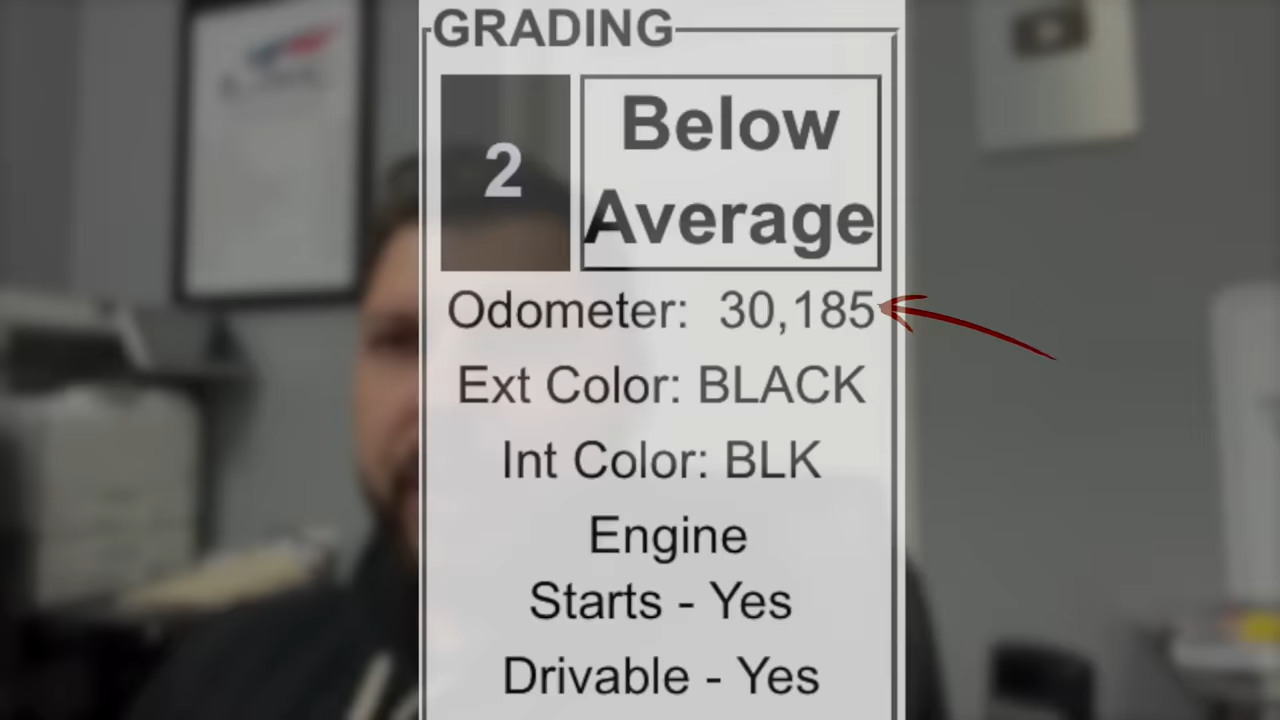 GRADING
2
Below
Average
Odometer: 30,185
Ext Color: BLACK
Int Color: BLK
Engine
Starts - Yes
Drivable - Yes